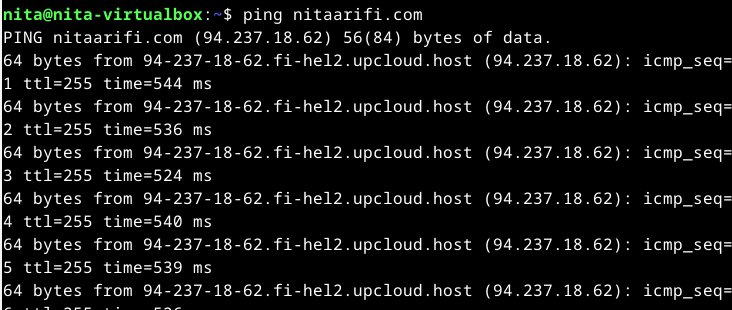 nita@nita-virtualbox:~$ ping nitaarifi.com
PING nitaarifi.com (94.237.18.62) 56(84) bytes of data.
64 bytes from 94-237-18-62.fi-hel2.upcloud.host (94.237.18.62): icmp_seq=
1 ttl=255 time=544 ms
64 bytes from 94-237-18-62.fi-hel2.upcloud.host (94.237.18.62): icmp_seq=
2 ttl=255 time=536 ms
64 bytes from 94-237-18-62.fi-hel2.upcloud.host (94.237.18.62): icmp_seq=
3 ttl=255 time=524 ms
64 bytes from 94-237-18-62.fi-hel2.upcloud.host (94.237.18.62): icmp_seq=
4 ttl=255 time=540 ms
64 bytes from 94-237-18-62.fi-hel2.upcloud.host (94.237.18.62): icmp_seq=
5 ttl=255 time=539 ms
64 bytes from 94-237-18-62.fi-hel2.upcloud.host (94.237.18.62): icmp_seq=